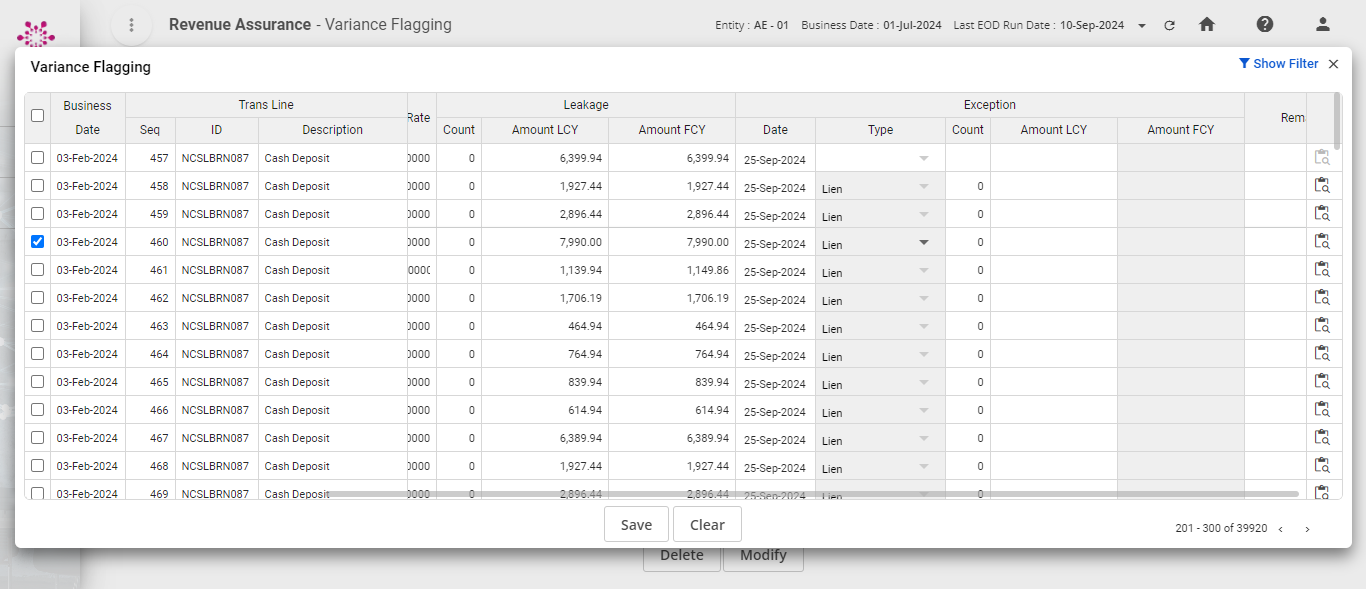 Revenue Assurance - Variance Flagging
Entity : AE - 01 Business Date : 01-Jul-2024 Last EOD Run Date : 10-Sep-2024
Variance Flagging
Show Filter
Business Date Trans Line Rate Leakage Exception Rem
Seq ID Description Count Amount LCY Amount FCY Date Type Count Amount LCY Amount FCY
03-Feb-2024 457 NCSLBRN087 Cash Deposit 0000 0 6,399.94 6,399.94 25-Sep-2024
03-Feb-2024 458 NCSLBRN087 Cash Deposit 0000 0 1,927.44 1,927.44 25-Sep-2024 Lien 0
03-Feb-2024 459 NCSLBRN087 Cash Deposit 0000 0 2,896.44 2,896.44 25-Sep-2024 Lien 0
03-Feb-2024 460 NCSLBRN087 Cash Deposit 0000 0 7,990.00 7,990.00 25-Sep-2024 Lien 0
03-Feb-2024 461 NCSLBRN087 Cash Deposit 0000 0 1,139.94 1,149.86 25-Sep-2024 Lien 0
03-Feb-2024 462 NCSLBRN087 Cash Deposit 0000 0 1,706.19 1,706.19 25-Sep-2024 Lien 0
03-Feb-2024 463 NCSLBRN087 Cash Deposit 0000 0 464.94 464.94 25-Sep-2024 Lien 0
03-Feb-2024 464 NCSLBRN087 Cash Deposit 0000 0 764.94 764.94 25-Sep-2024 Lien 0
03-Feb-2024 465 NCSLBRN087 Cash Deposit 0000 0 839.94 839.94 25-Sep-2024 Lien 0
03-Feb-2024 466 NCSLBRN087 Cash Deposit 0000 0 614.94 614.94 25-Sep-2024 Lien 0
03-Feb-2024 467 NCSLBRN087 Cash Deposit 0000 0 6,389.94 6,389.94 25-Sep-2024 Lien 0
03-Feb-2024 468 NCSLBRN087 Cash Deposit 0000 0 1,927.44 1,927.44 25-Sep-2024 Lien 0
03-Feb-2024 469 NCSLBRN087 Cash Deposit 0000 0 2,896.44 2,896.44 25-Sep-2024 Lien 0
Save Clear
201 - 300 of 39920
Delete Modify